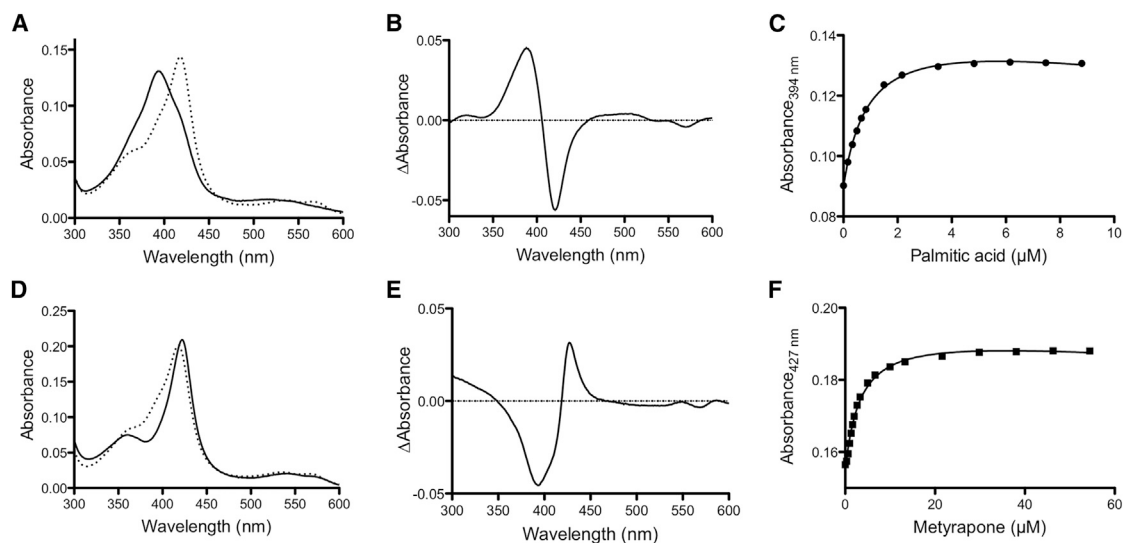 A
Absorbance
0.15
0.10
0.05
0.00
300 350 400 450 500 550 600
Wavelength (nm)
B
ΔAbsorbance
0.05
0.00
-0.05
300 350 400 450 500 550 600
Wavelength (nm)
C
Absorbance394 nm
0.14
0.12
0.10
0.08
0 2 4 6 8 10
Palmitic acid (µM)
D
Absorbance
0.25
0.20
0.15
0.10
0.05
0.00
300 350 400 450 500 550 600
Wavelength (nm)
E
ΔAbsorbance
0.05
0.00
-0.05
300 350 400 450 500 550 600
Wavelength (nm)
F
Absorbance427 nm
0.20
0.18
0.16
0 20 40 60
Metyrapone (µM)